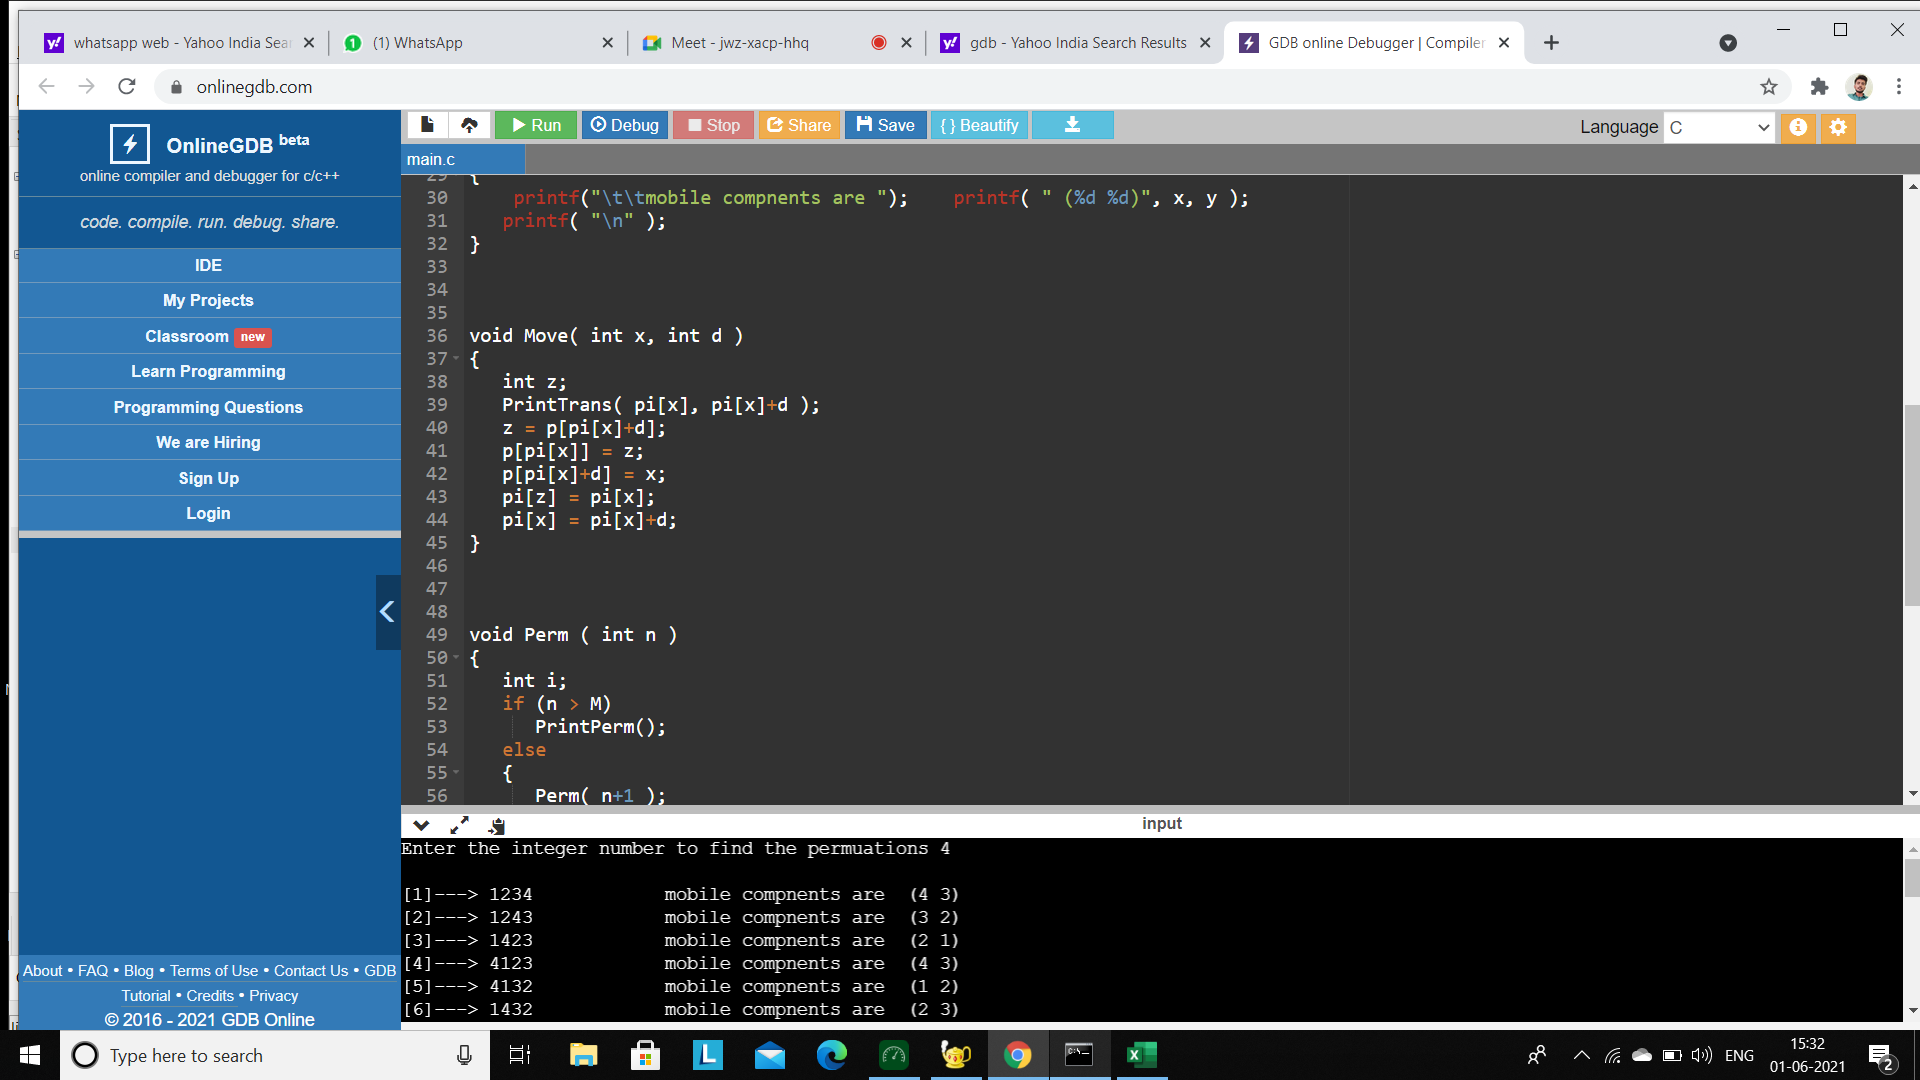 whatsapp web - Yahoo India Sear
(1) WhatsApp
Meet - jwz-xacp-hhq
gdb - Yahoo India Search Results
GDB online Debugger | Compiler
onlinegdb.com
OnlineGDB beta
online compiler and debugger for c/c++
code. compile. run. debug. share.
IDE
My Projects
Classroom new
Learn Programming
Programming Questions
We are Hiring
Sign Up
Login
About • FAQ • Blog • Terms of Use • Contact Us • GDB
Tutorial • Credits • Privacy
© 2016 - 2021 GDB Online
Run
Debug
Stop
Share
Save
{ } Beautify
Language C
main.c
29 {
30 printf("\t\tmobile compnents are "); printf( " (%d %d)", x, y );
31 printf( "\n" );
32 }
33
34
35
36 void Move( int x, int d )
37 {
38 int z;
39 PrintTrans( pi[x], pi[x]+d );
40 z = p[pi[x]+d];
41 p[pi[x]] = z;
42 p[pi[x]+d] = x;
43 pi[z] = pi[x];
44 pi[x] = pi[x]+d;
45 }
46
47
48
49 void Perm ( int n )
50 {
51 int i;
52 if (n > M)
53 PrintPerm();
54 else
55 {
56 Perm( n+1 );
input
Enter the integer number to find the permuations 4
[1]---> 1234 mobile compnents are (4 3)
[2]---> 1243 mobile compnents are (3 2)
[3]---> 1423 mobile compnents are (2 1)
[4]---> 4123 mobile compnents are (4 3)
[5]---> 4132 mobile compnents are (1 2)
[6]---> 1432 mobile compnents are (2 3)
Type here to search
ENG
15:32
01-06-2021
2